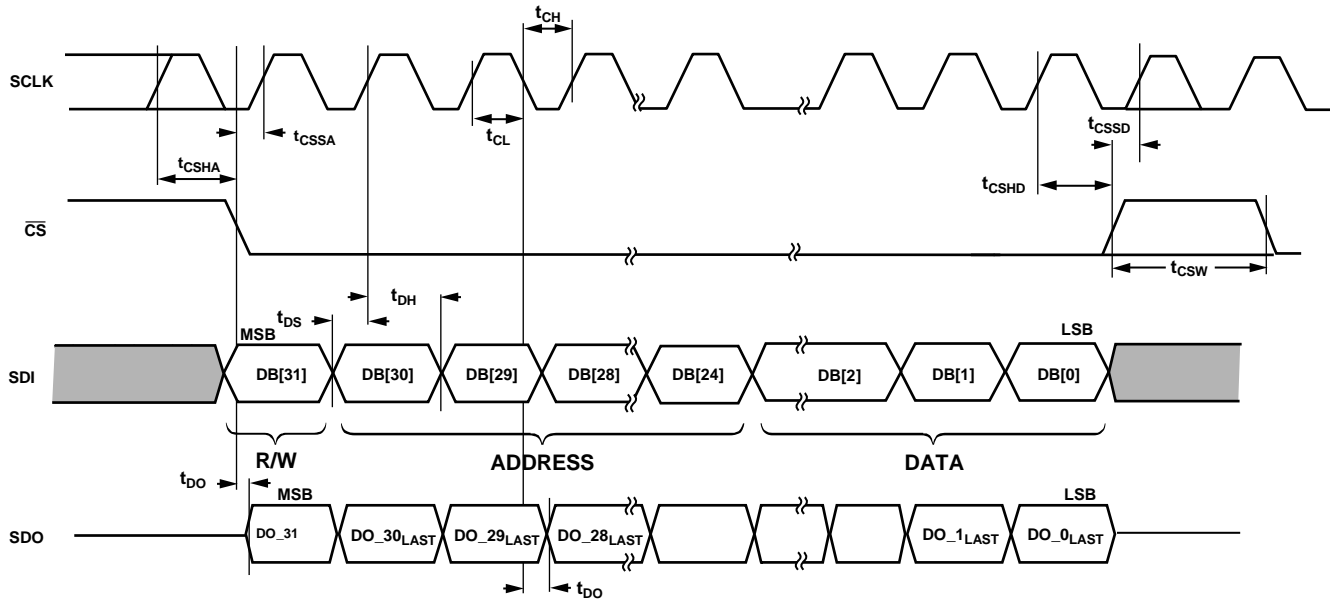 tCH
SCLK
tCSSA
tCL
tCSSD
tCSHA
tCSHD
CS
tCSW
tDS
tDH
MSB
LSB
SDI
DB[31]
DB[30]
DB[29]
DB[28]
DB[24]
DB[2]
DB[1]
DB[0]
R/W
ADDRESS
DATA
tDO
MSB
LSB
SDO
DO_31
DO_30LAST
DO_29LAST
DO_28LAST
DO_1LAST
DO_0LAST
tDO